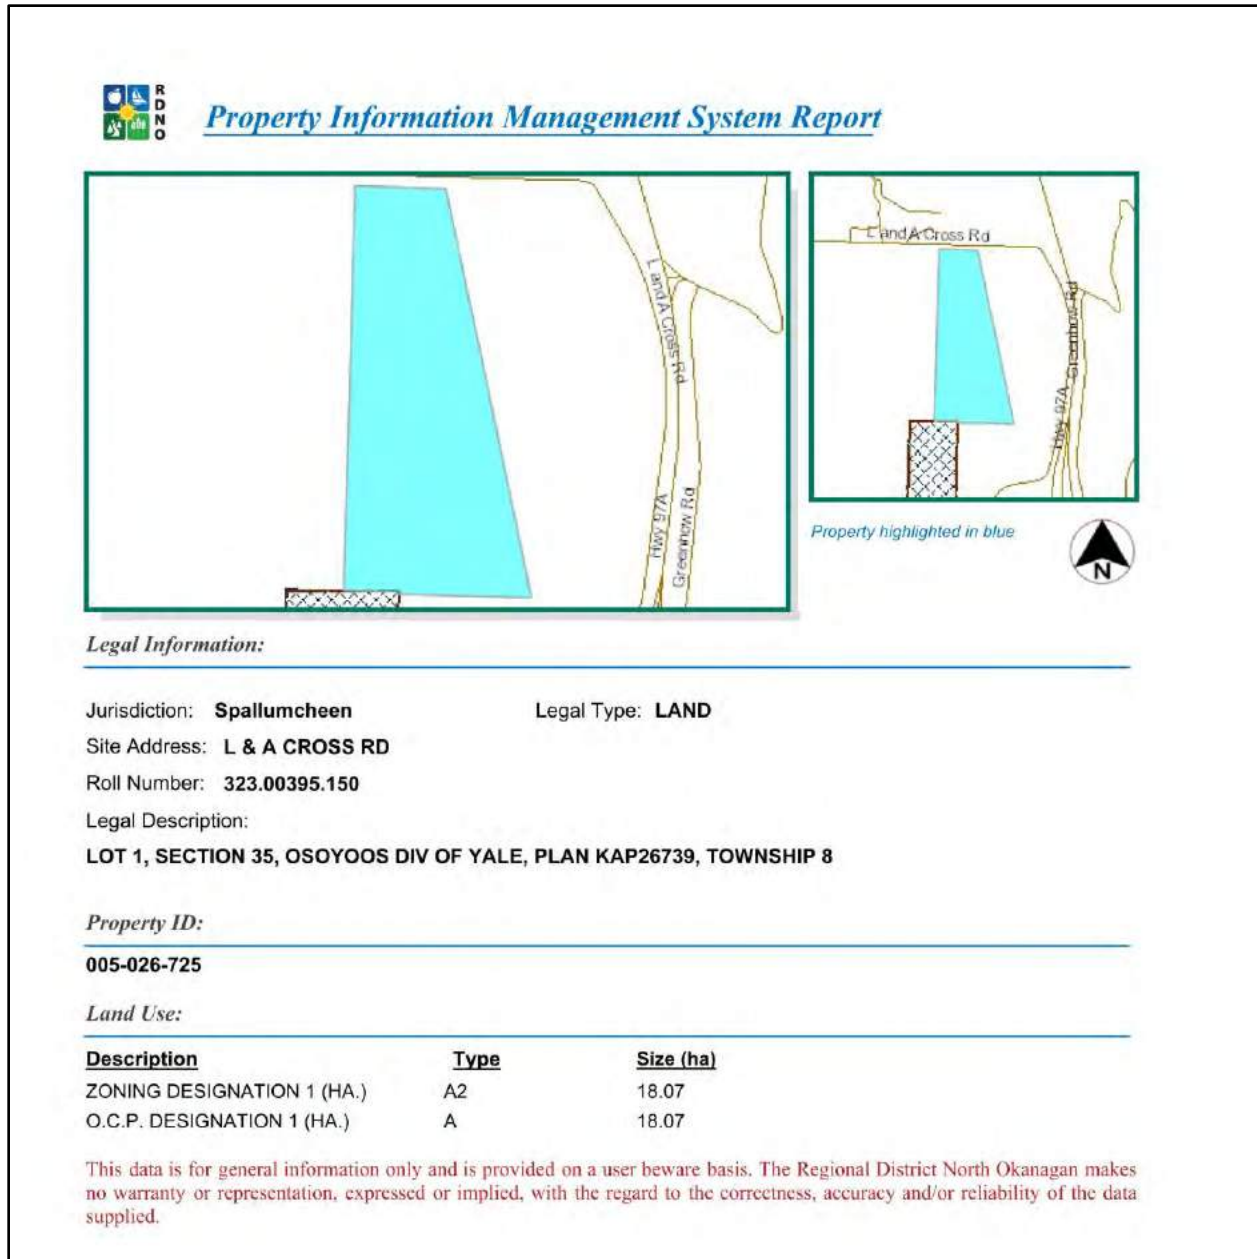 RDNO
Property Information Management System Report
L and A Cross Rd
Hwy 97A
Greenhow Rd
L and A Cross Rd
Greenhow Rd
Hwy 97A
Property highlighted in blue
N
Legal Information:
Jurisdiction: Spallumcheen Legal Type: LAND
Site Address: L & A CROSS RD
Roll Number: 323.00395.150
Legal Description:
LOT 1, SECTION 35, OSOYOOS DIV OF YALE, PLAN KAP26739, TOWNSHIP 8
Property ID:
005-026-725
Land Use:
Description Type Size (ha)
ZONING DESIGNATION 1 (HA.) A2 18.07
O.C.P. DESIGNATION 1 (HA.) A 18.07
This data is for general information only and is provided on a user beware basis. The Regional District North Okanagan makes
no warranty or representation, expressed or implied, with the regard to the correctness, accuracy and/or reliability of the data
supplied.